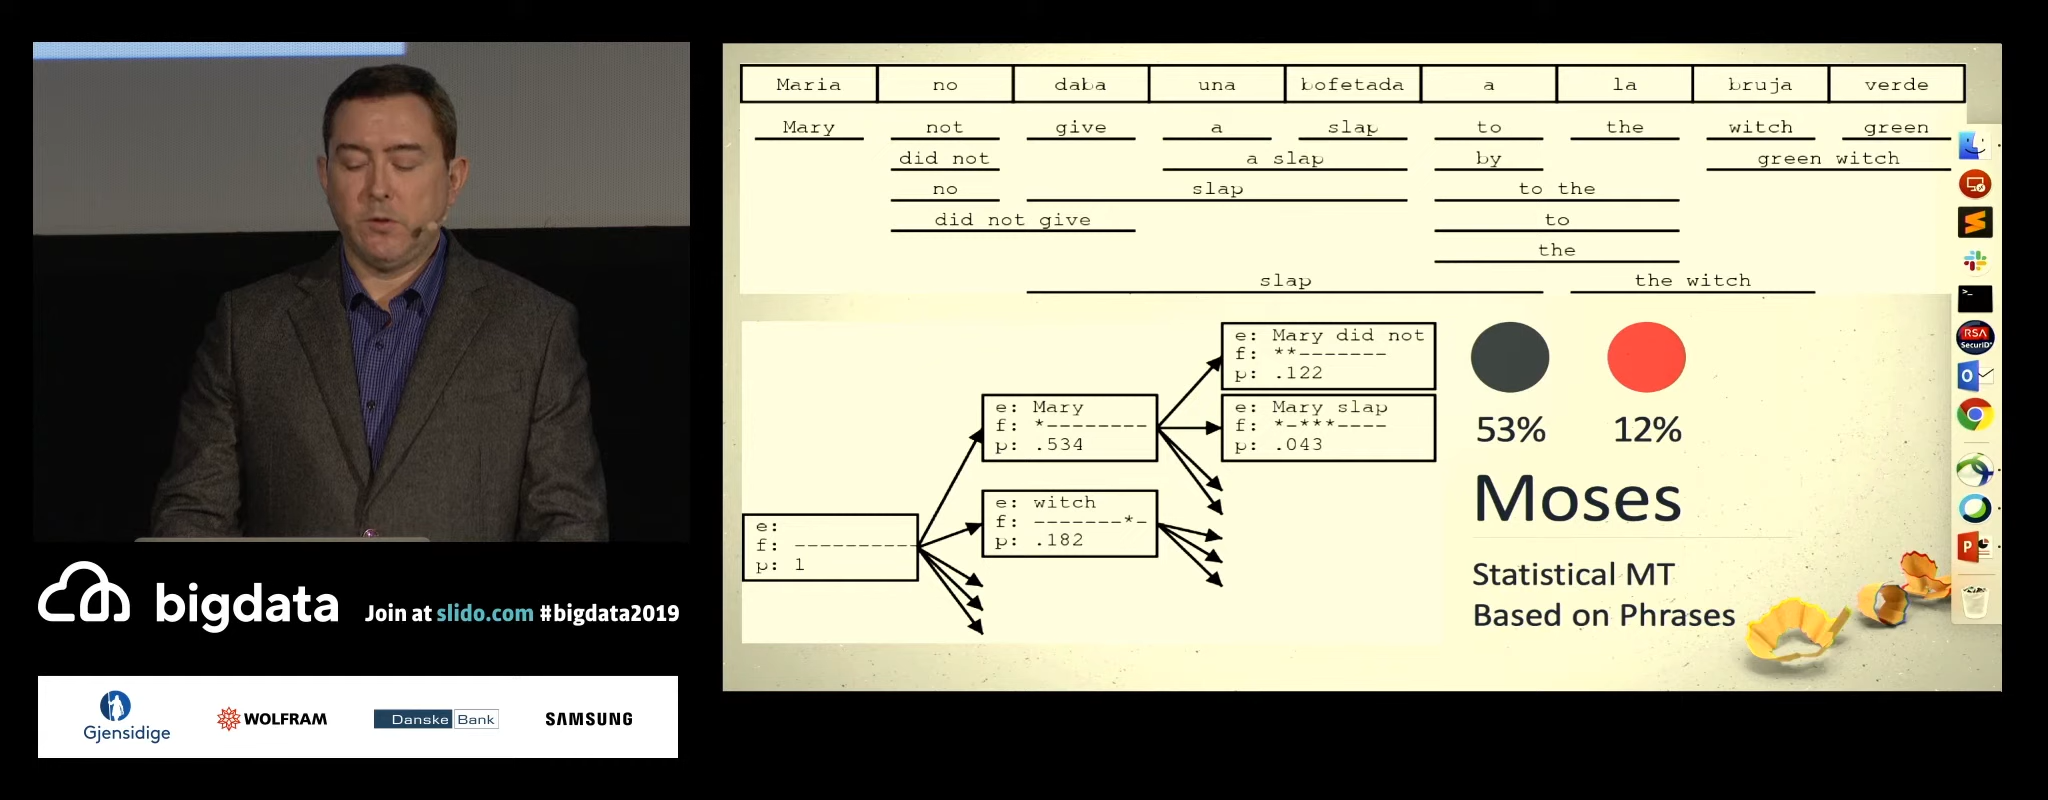 Maria no daba una bofetada a la bruja verde
Mary not give a slap to the witch green
did not a slap by green witch
no slap to the
did not give to
the
slap the witch
e: Mary did not
f: **-------
p: .122
e: Mary
f: *--------
p: .534
e: Mary slap
f: *-***----
p: .043
e: witch
f: -------*-
p: .182
e:
f: ---------
p: 1
53% 12%
Moses
Statistical MT
Based on Phrases
RSA
SecurID
bigdata
Join at slido.com #bigdata2019
Gjensidige
WOLFRAM
Danske Bank
SAMSUNG